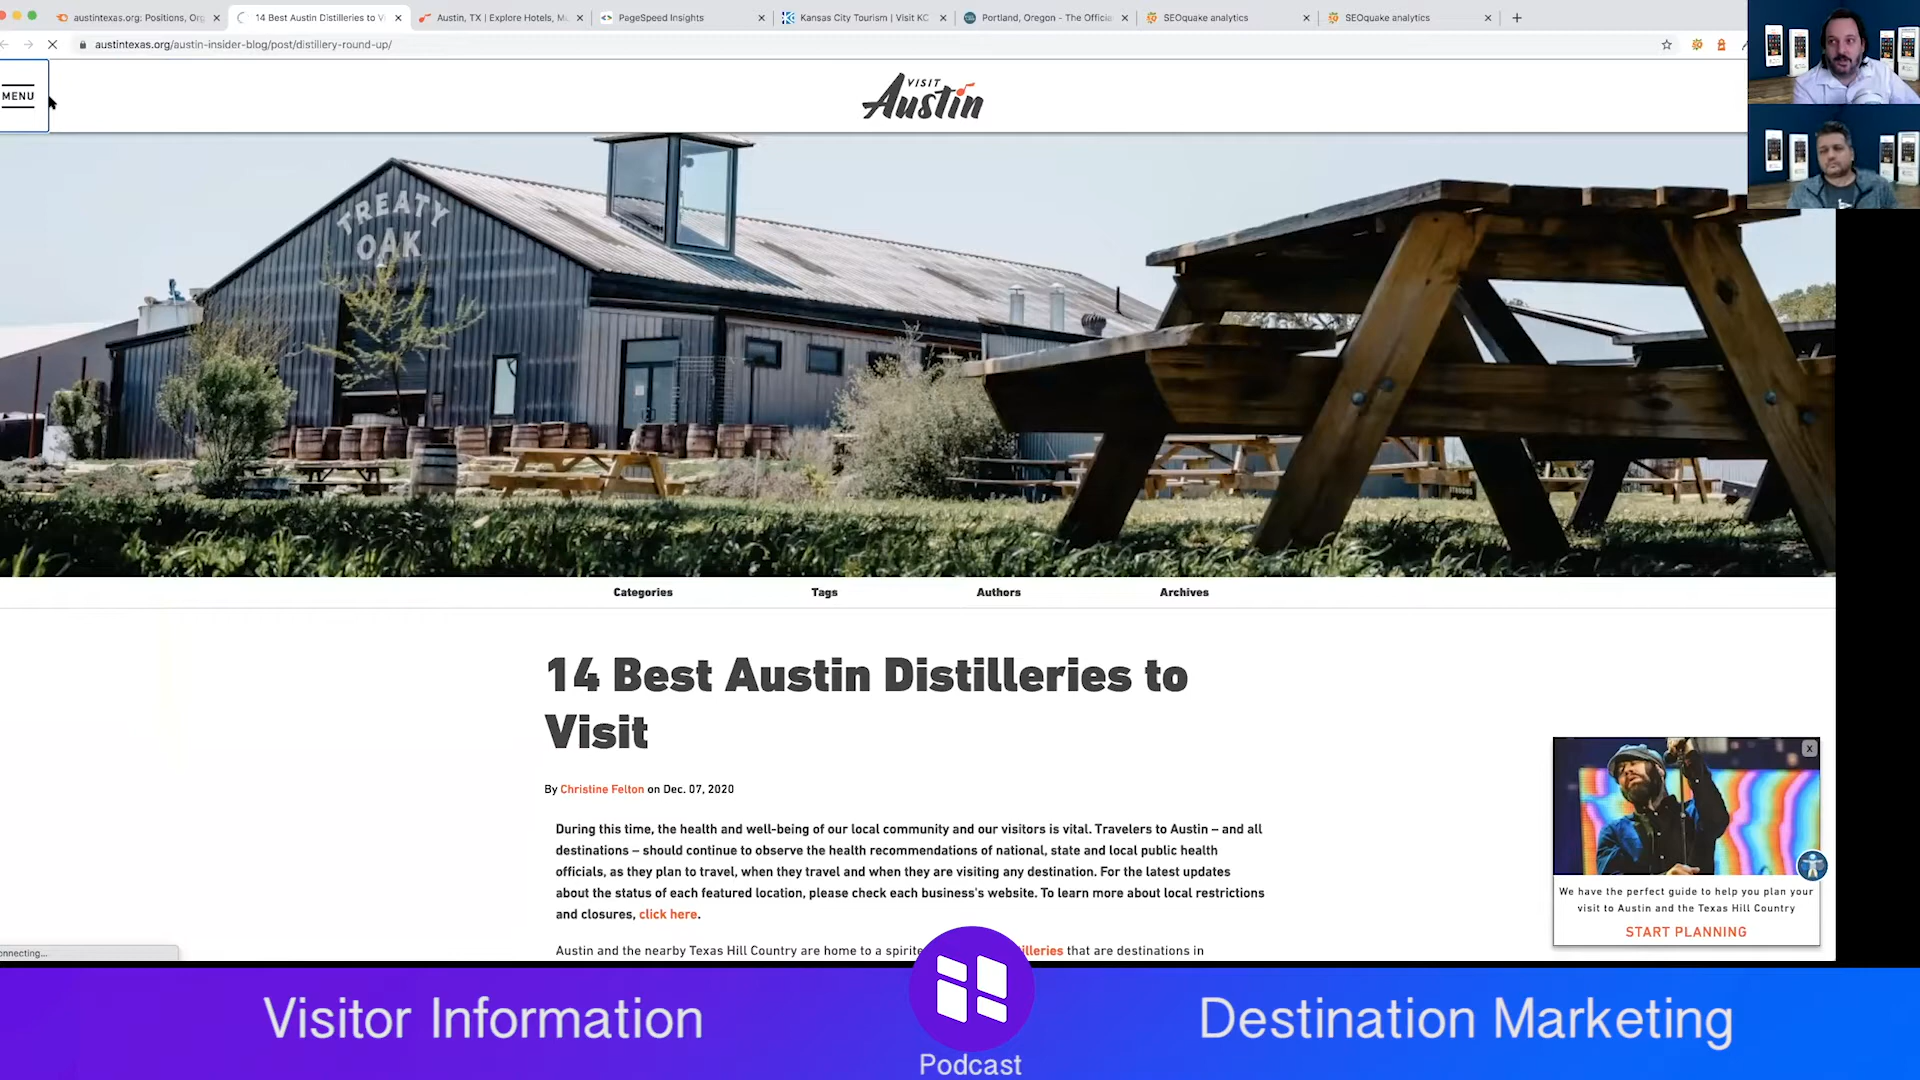 austintexas.org: Positions, Org
14 Best Austin Distilleries to V
Austin, TX | Explore Hotels, Mu
PageSpeed Insights
Kansas City Tourism | Visit KC
Portland, Oregon - The Officia
SEOquake analytics
SEOquake analytics
austintexas.org/austin-insider-blog/post/distillery-round-up/
MENU
VISIT
Austin
TREATY
OAK
Categories
Tags
Authors
Archives
14 Best Austin Distilleries to
Visit
By Christine Felton on Dec. 07, 2020
During this time, the health and well-being of our local community and our visitors is vital. Travelers to Austin – and all
destinations – should continue to observe the health recommendations of national, state and local public health
officials, as they plan to travel, when they travel and when they are visiting any destination. For the latest updates
about the status of each featured location, please check each business's website. To learn more about local restrictions
and closures, click here.
Austin and the nearby Texas Hill Country are home to a spirite
illeries that are destinations in
X
We have the perfect guide to help you plan your
visit to Austin and the Texas Hill Country
START PLANNING
onnecting...
Visitor Information
Podcast
Destination Marketing